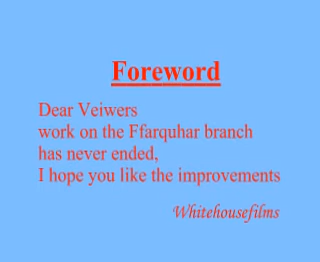 Foreword
Dear Veiwers
work on the Ffarquhar branch
has never ended,
I hope you like the improvements
Whitehousefilms